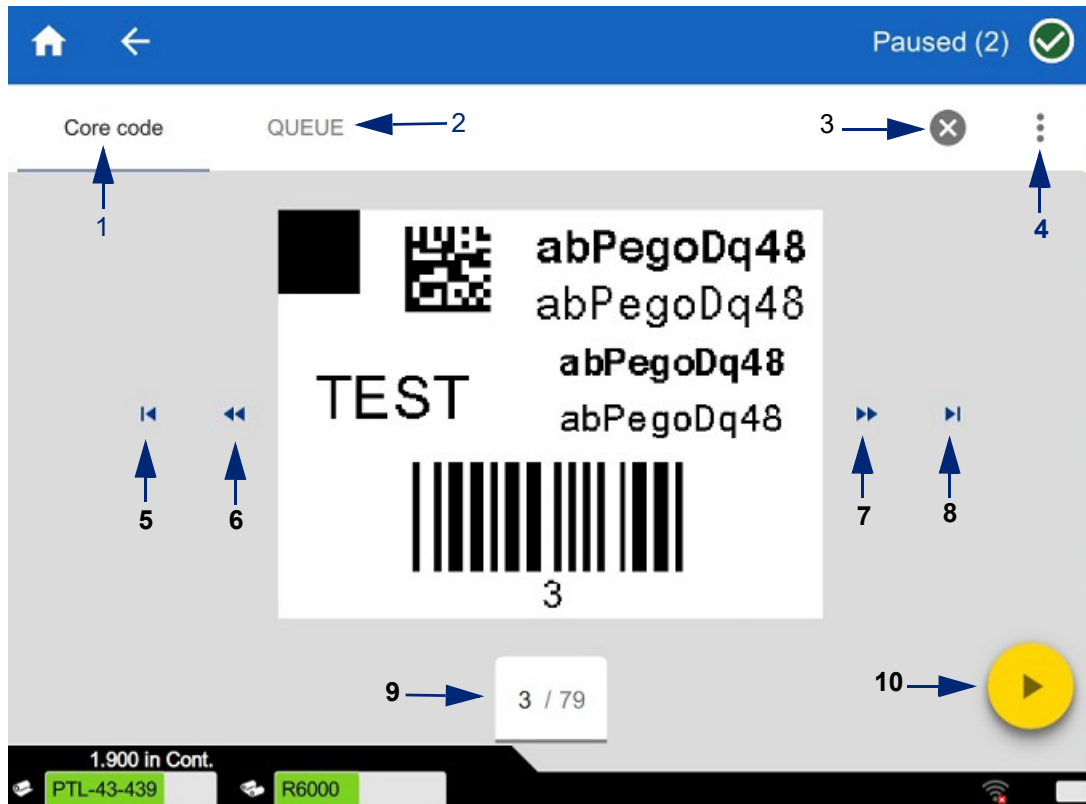 Paused (2)
Core code
QUEUE
2
3
1
4
abPegoDq48
abPegoDq48
abPegoDq48
TEST
abPegoDq48
5
6
7
8
3
9
3 / 79
10
1.900 in Cont.
PTL-43-439
R6000